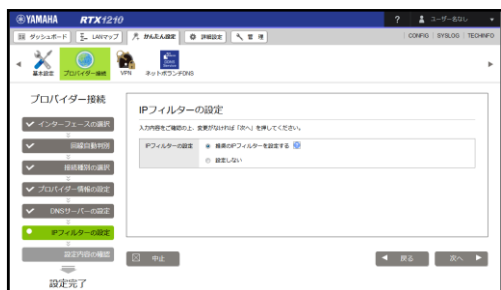 YAMAHA RTX1210
? ユーザー名なし
ダッシュボード LANマップ かんたん設定 詳細設定 管理 CONFIG SYSLOG TECHINFO
基本設定 プロバイダー接続 VPN ネットボランチDNS
プロバイダー接続
インターフェースの選択
回線自動判別
接続種別の選択
プロバイダー情報の設定
DNSサーバーの設定
IPフィルターの設定
設定内容の確認
設定完了
IPフィルターの設定
入力内容をご確認の上、変更がなければ「次へ」を押してください。
IPフィルターの設定 推奨のIPフィルターを設定する
設定しない
中止 戻る 次へ